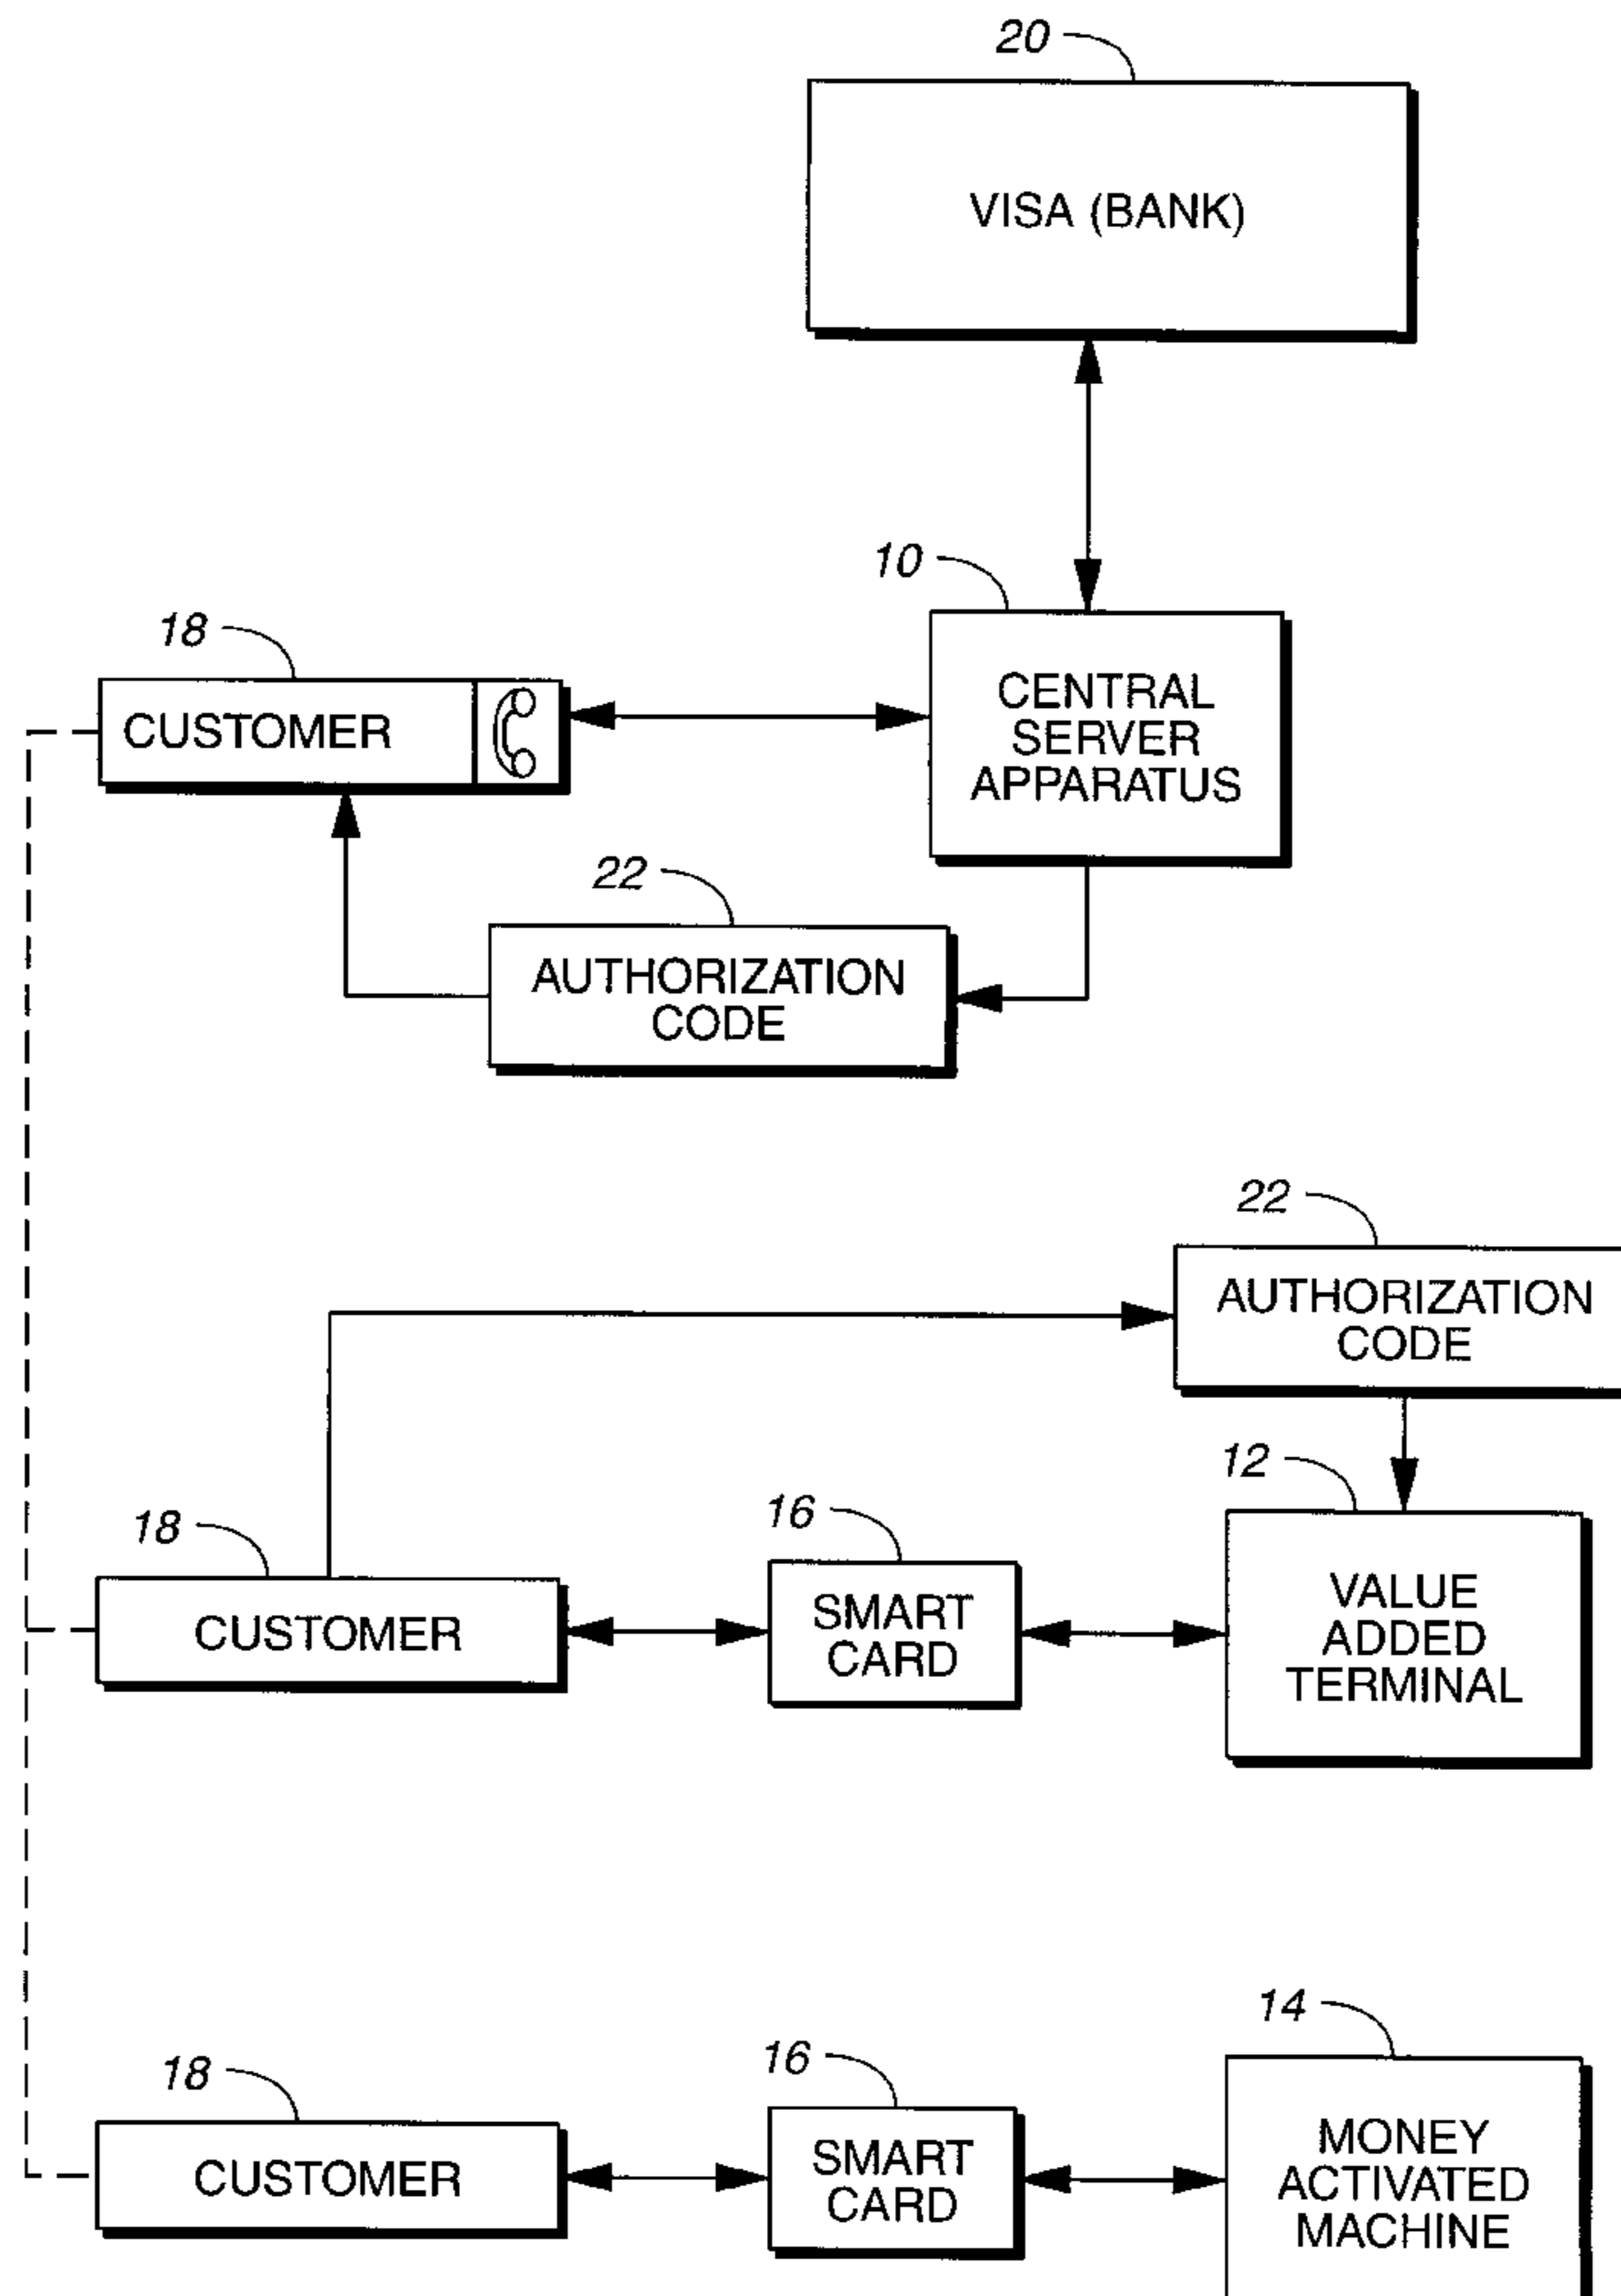 20
VISA (BANK)
10
18
CENTRAL
SERVER
APPARATUS
CUSTOMER
22
AUTHORIZATION
CODE
22
AUTHORIZATION
CODE
12
18
16
VALUE
ADDED
TERMINAL
CUSTOMER
SMART
CARD
14
18
16
MONEY
ACTIVATED
MACHINE
CUSTOMER
SMART
CARD